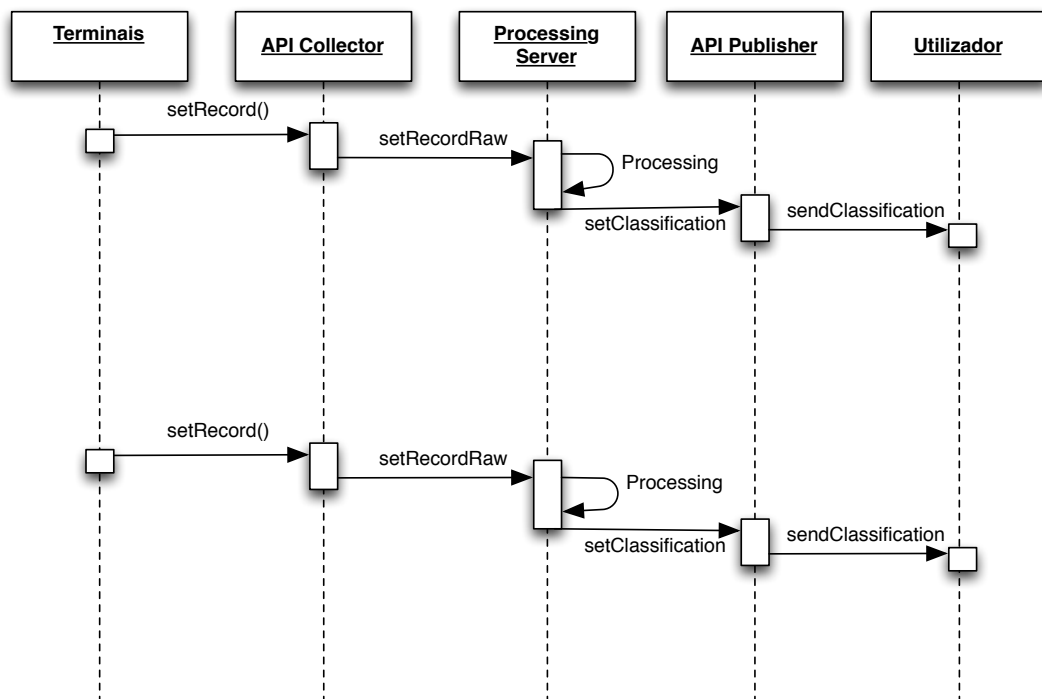 Terminais
API Collector
Processing
Server
API Publisher
Utilizador
setRecord()
setRecordRaw
Processing
setClassification
sendClassification
setRecord()
setRecordRaw
Processing
setClassification
sendClassification